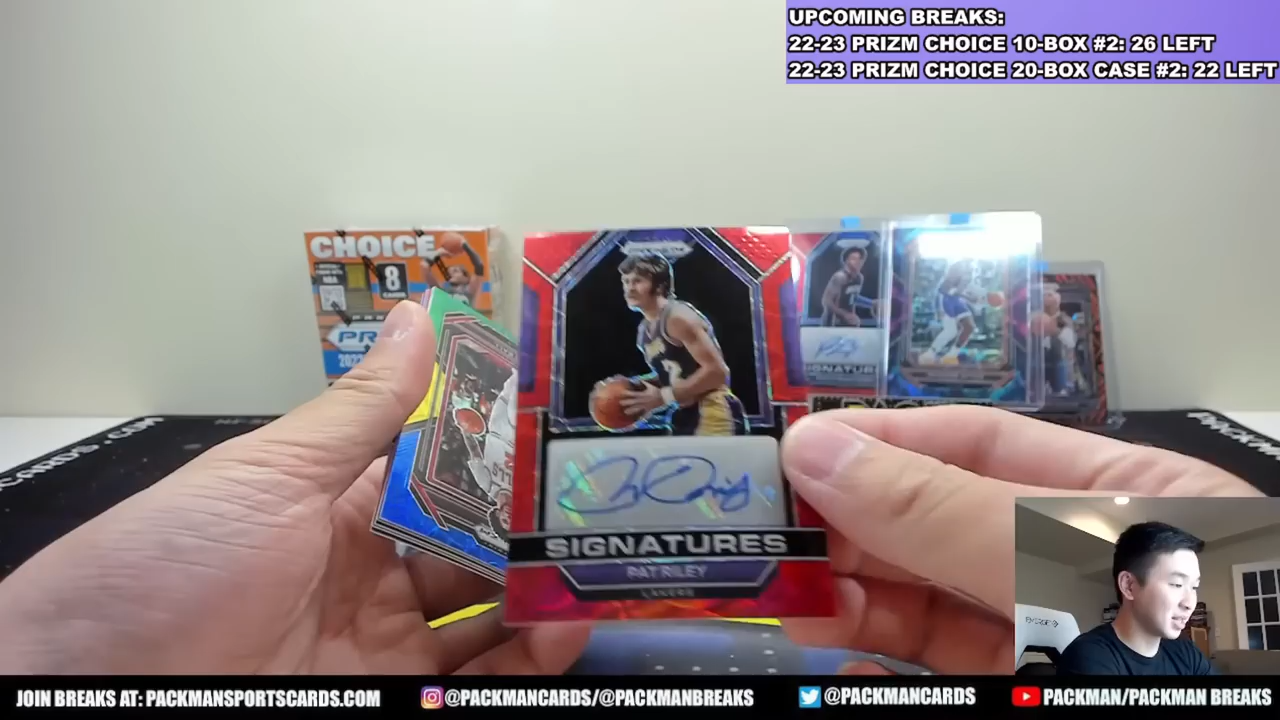 UPCOMING BREAKS:
22-23 PRIZM CHOICE 10-BOX #2: 26 LEFT
22-23 PRIZM CHOICE 20-BOX CASE #2: 22 LEFT
CHOICE
8
CARDS
PR
SIGNATURES
PAT RILEY
LAKERS
JOIN BREAKS AT: PACKMANSPORTSCARDS.COM
@PACKMANCARDS/@PACKMANBREAKS
@PACKMANCARDS
PACKMAN/PACKMAN BREAKS